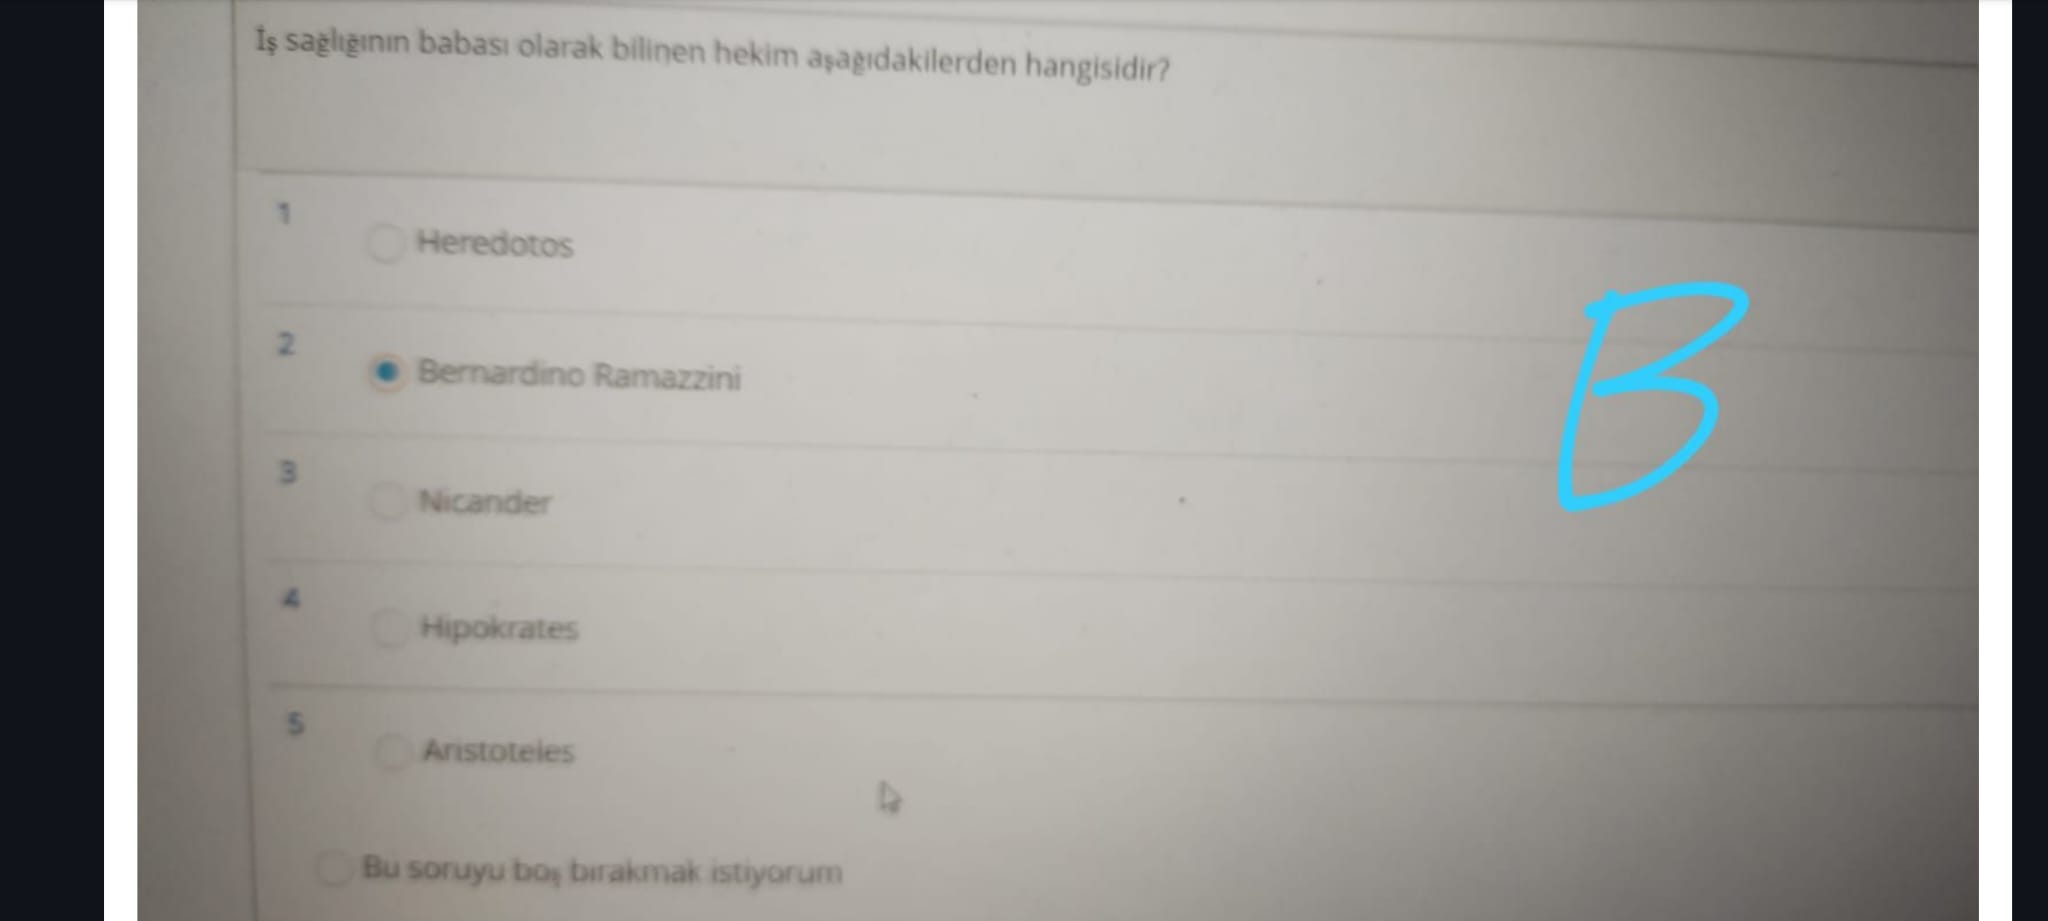 İş sağlığının babası olarak bilinen hekim aşağıdakilerden hangisidir?
1
Heredotos
2
Bernardino Ramazzini
3
Nicander
4
Hipokrates
5
Aristoteles
Bu soruyu boş bırakmak istiyorum
B